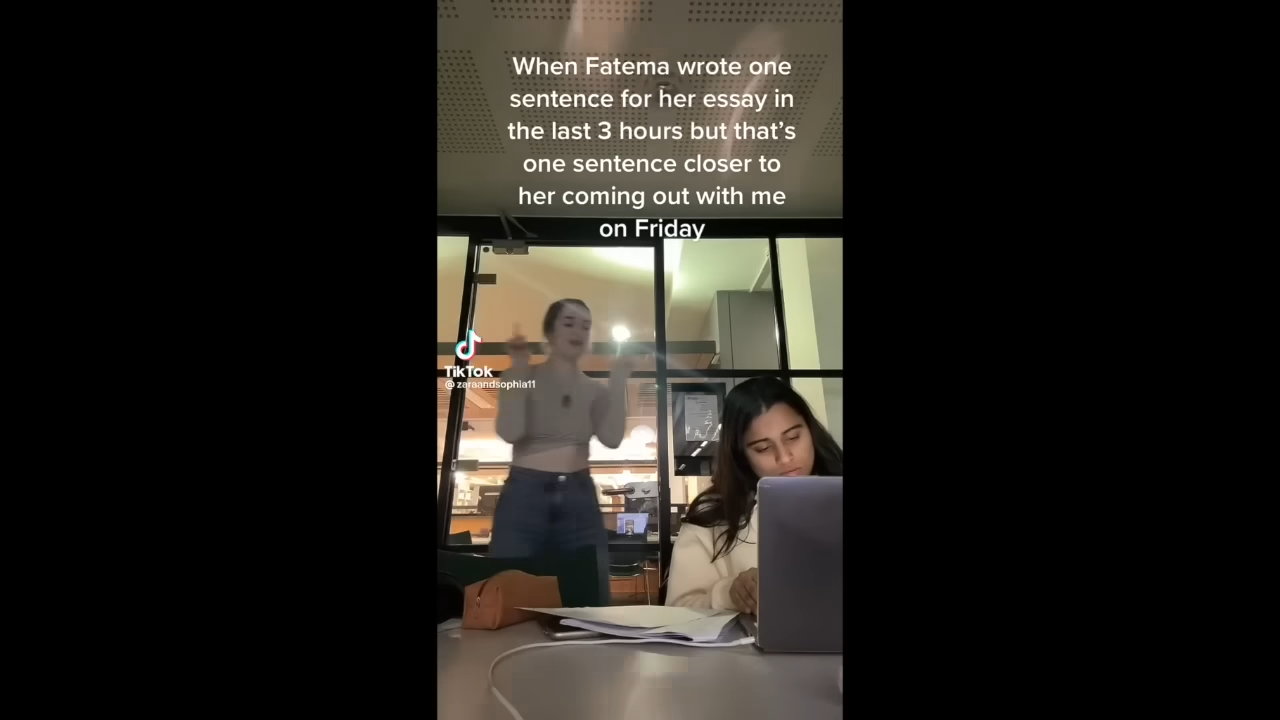 When Fatema wrote one
sentence for her essay in
the last 3 hours but that’s
one sentence closer to
her coming out with me
on Friday
TikTok
@zaraandsophia11